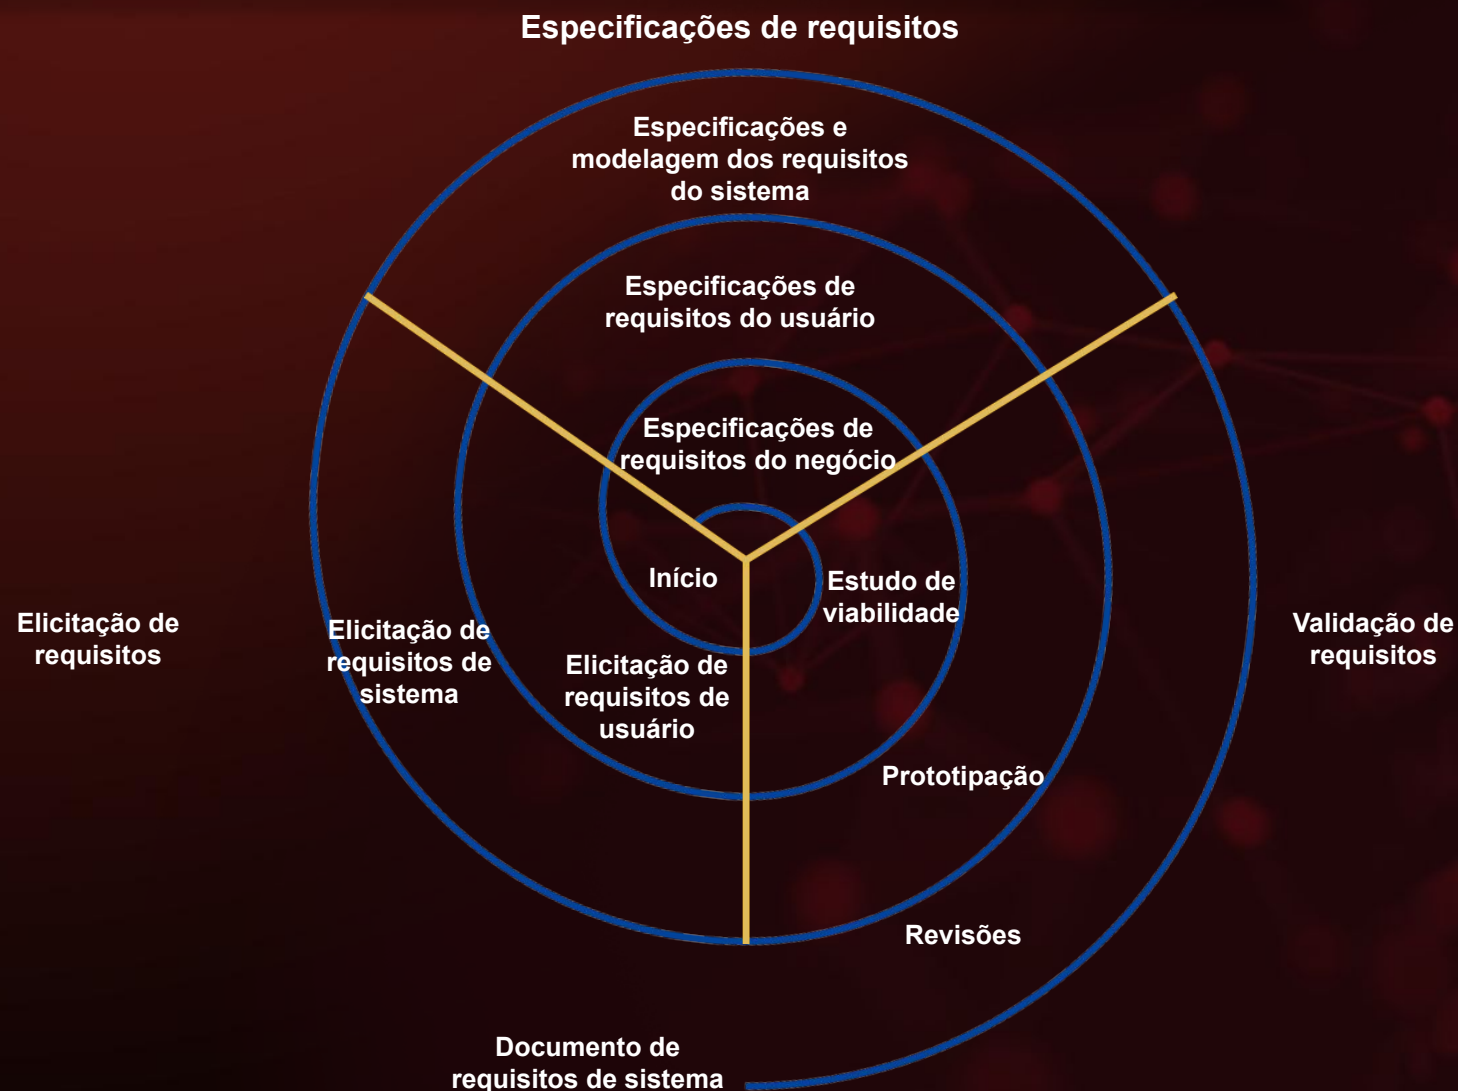 Especificações de requisitos
Especificações e
modelagem dos requisitos
do sistema
Especificações de
requisitos do usuário
Especificações de
requisitos do negócio
Início
Estudo de
viabilidade
Elicitação de
requisitos
Elicitação de
requisitos de
sistema
Elicitação de
requisitos de
usuário
Validação de
requisitos
Prototipação
Revisões
Documento de
requisitos de sistema